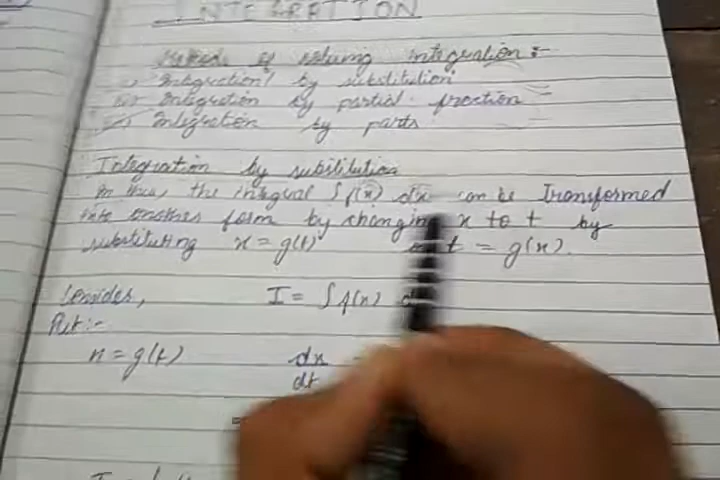 INTEGRATION
Methods of solving integration :-
i) Integration by substitution
ii) Integration by partial fraction
iii) Integration by parts
Integration by substitution
In this, the integral ∫f(x) dx can be Transformed
into another form by changing x to t by
substituting x = g(t) t = g(x).
Consider, I = ∫f(x) d
Put :-
x = g(t) dx
dt